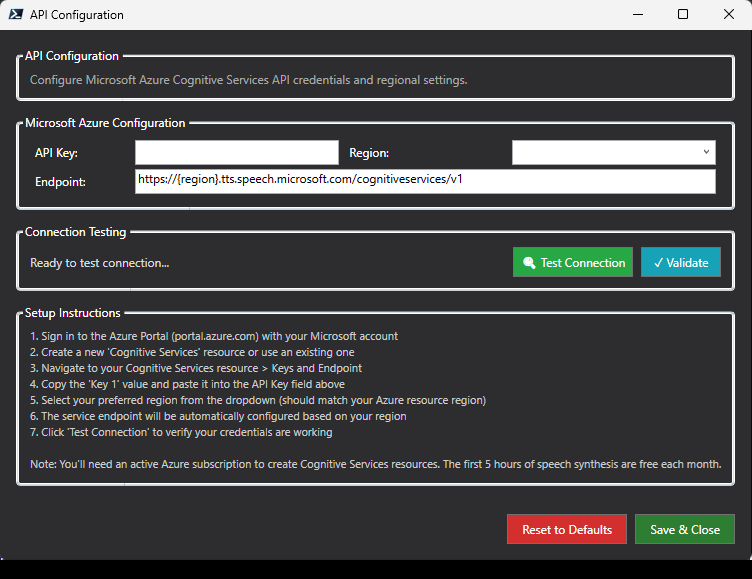 API Configuration
API Configuration
Configure Microsoft Azure Cognitive Services API credentials and regional settings.
Microsoft Azure Configuration
API Key: Region:
Endpoint: https://{region}.tts.speech.microsoft.com/cognitiveservices/v1
Connection Testing
Ready to test connection... Test Connection ✓ Validate
Setup Instructions
1. Sign in to the Azure Portal (portal.azure.com) with your Microsoft account
2. Create a new 'Cognitive Services' resource or use an existing one
3. Navigate to your Cognitive Services resource > Keys and Endpoint
4. Copy the 'Key 1' value and paste it into the API Key field above
5. Select your preferred region from the dropdown (should match your Azure resource region)
6. The service endpoint will be automatically configured based on your region
7. Click 'Test Connection' to verify your credentials are working
Note: You'll need an active Azure subscription to create Cognitive Services resources. The first 5 hours of speech synthesis are free each month.
Reset to Defaults Save & Close